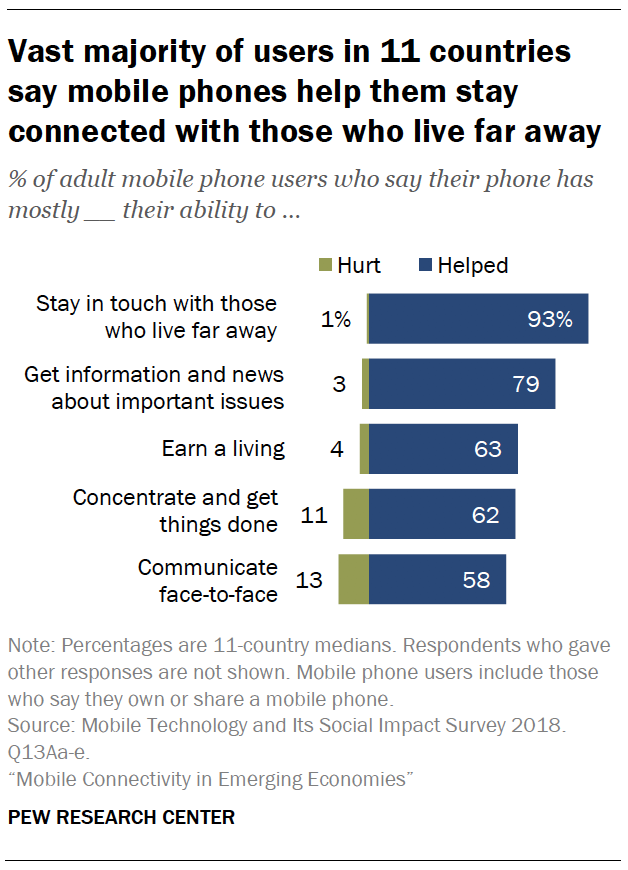 Vast majority of users in 11 countries
say mobile phones help them stay
connected with those who live far away
% of adult mobile phone users who say their phone has
mostly __ their ability to ...
Hurt Helped
Stay in touch with those
who live far away
1% 93%
Get information and news
about important issues
3 79
Earn a living 4 63
Concentrate and get
things done
11 62
Communicate
face-to-face
13 58
Note: Percentages are 11-country medians. Respondents who gave
other responses are not shown. Mobile phone users include those
who say they own or share a mobile phone.
Source: Mobile Technology and Its Social Impact Survey 2018.
Q13Aa-e.
“Mobile Connectivity in Emerging Economies”
PEW RESEARCH CENTER